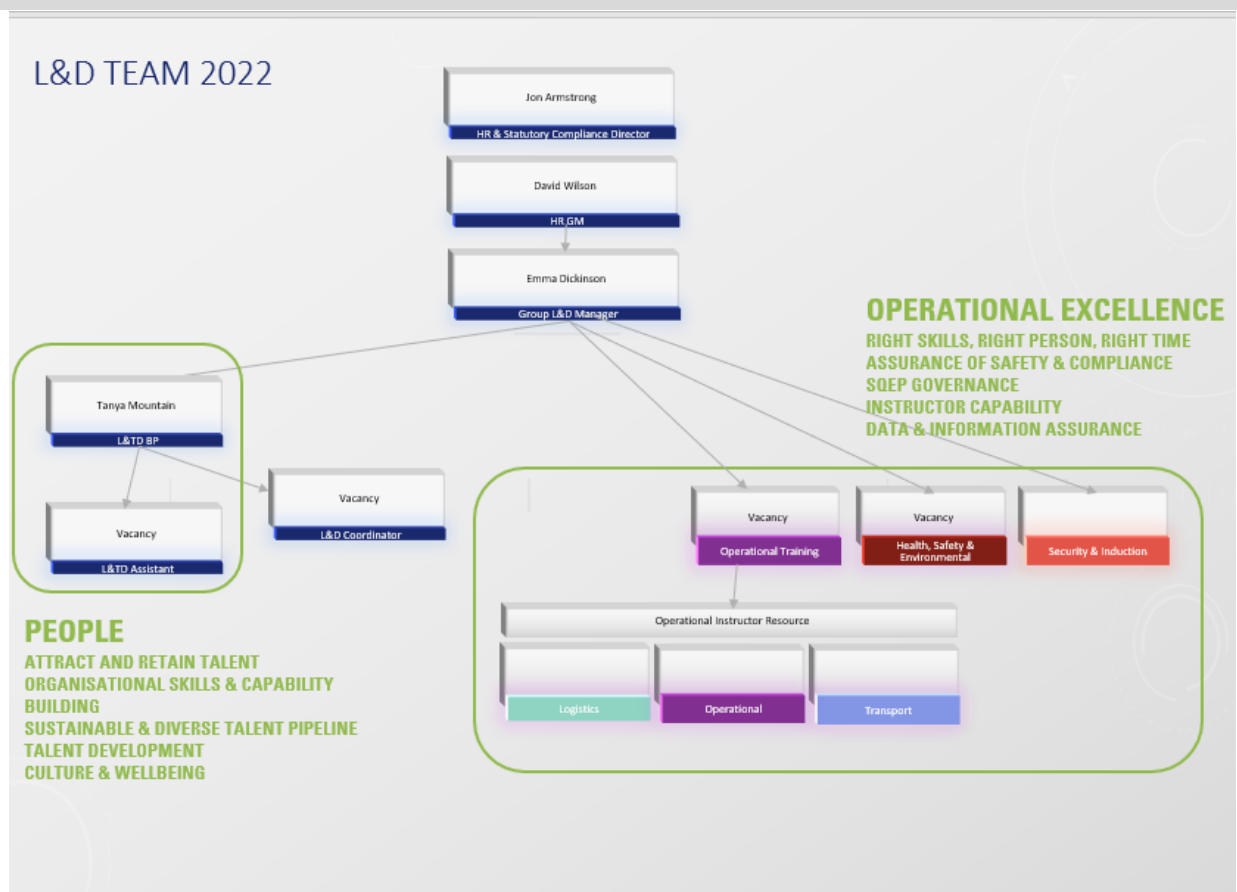 L&D TEAM 2022
Jon Armstrong
HR & Statutory Compliance Director
David Wilson
HR GM
Emma Dickinson
Group L&D Manager
OPERATIONAL EXCELLENCE
RIGHT SKILLS, RIGHT PERSON, RIGHT TIME
ASSURANCE OF SAFETY & COMPLIANCE
SQEP GOVERNANCE
INSTRUCTOR CAPABILITY
DATA & INFORMATION ASSURANCE
Tanya Mountain
L&TD BP
Vacancy
L&TD Assistant
Vacancy
L&D Coordinator
Vacancy
Operational Training
Vacancy
Health, Safety &
Environmental
Security & Induction
Operational Instructor Resource
Logistics
Operational
Transport
PEOPLE
ATTRACT AND RETAIN TALENT
ORGANISATIONAL SKILLS & CAPABILITY
BUILDING
SUSTAINABLE & DIVERSE TALENT PIPELINE
TALENT DEVELOPMENT
CULTURE & WELLBEING